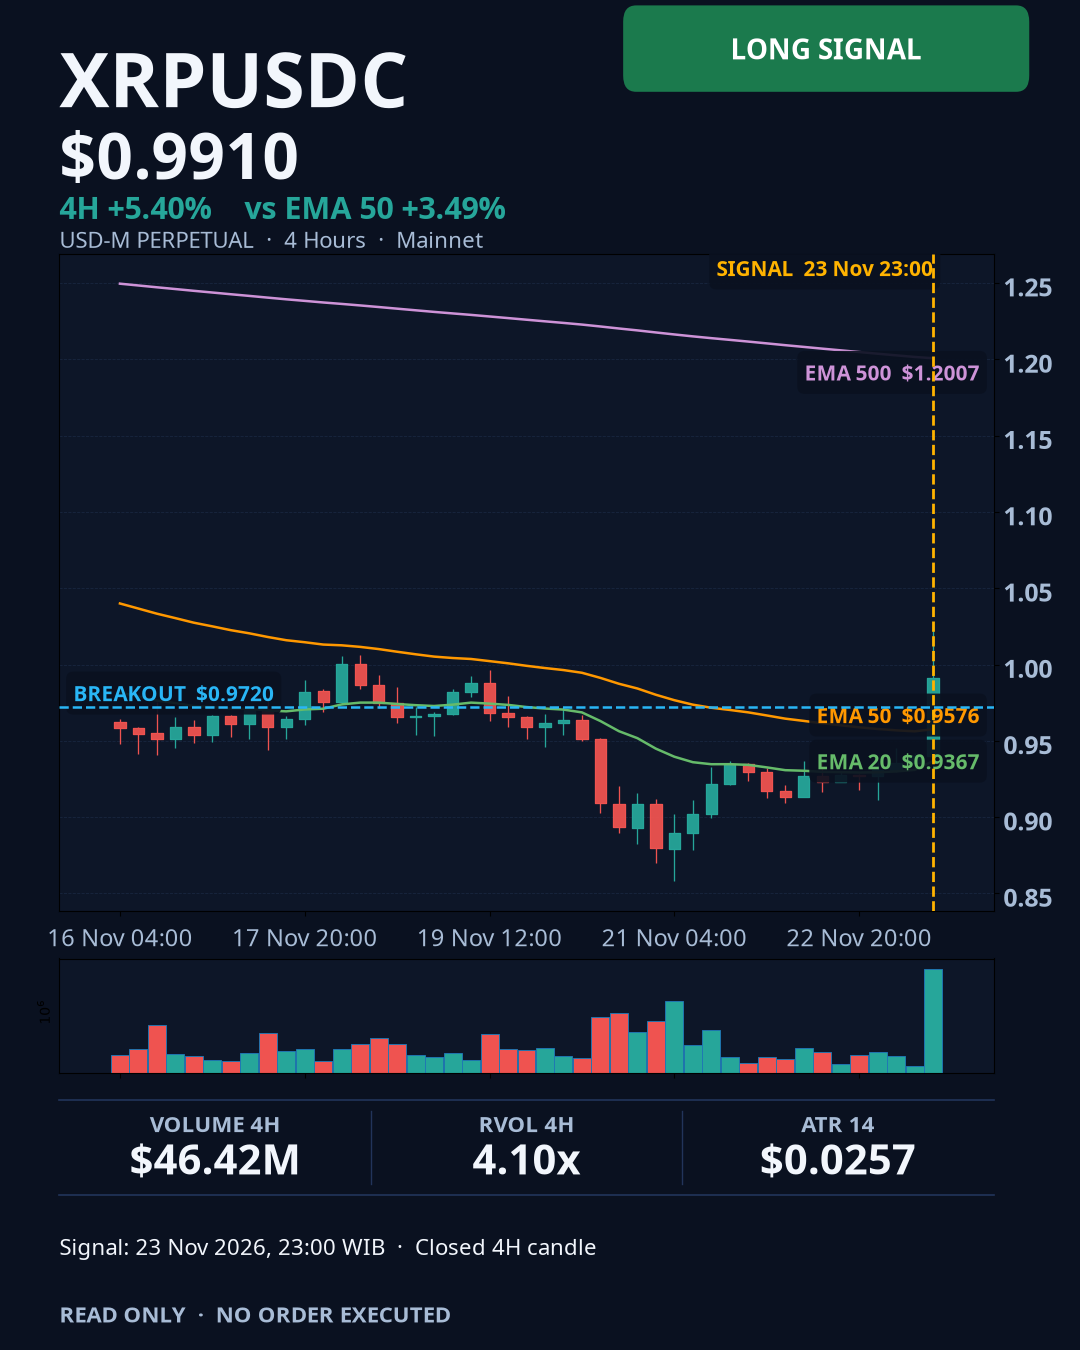 LONG SIGNAL
XRPUSDC
$0.9910
4H +5.40% vs EMA 50 +3.49%
USD-M PERPETUAL · 4 Hours · Mainnet
SIGNAL 23 Nov 23:00
1.25
1.20
EMA 500 $1.2007
1.15
1.10
1.05
1.00
BREAKOUT $0.9720
EMA 50 $0.9576
0.95
EMA 20 $0.9367
0.90
0.85
16 Nov 04:00 17 Nov 20:00 19 Nov 12:00 21 Nov 04:00 22 Nov 20:00
10⁶
VOLUME 4H RVOL 4H ATR 14
$46.42M 4.10x $0.0257
Signal: 23 Nov 2026, 23:00 WIB · Closed 4H candle
READ ONLY · NO ORDER EXECUTED